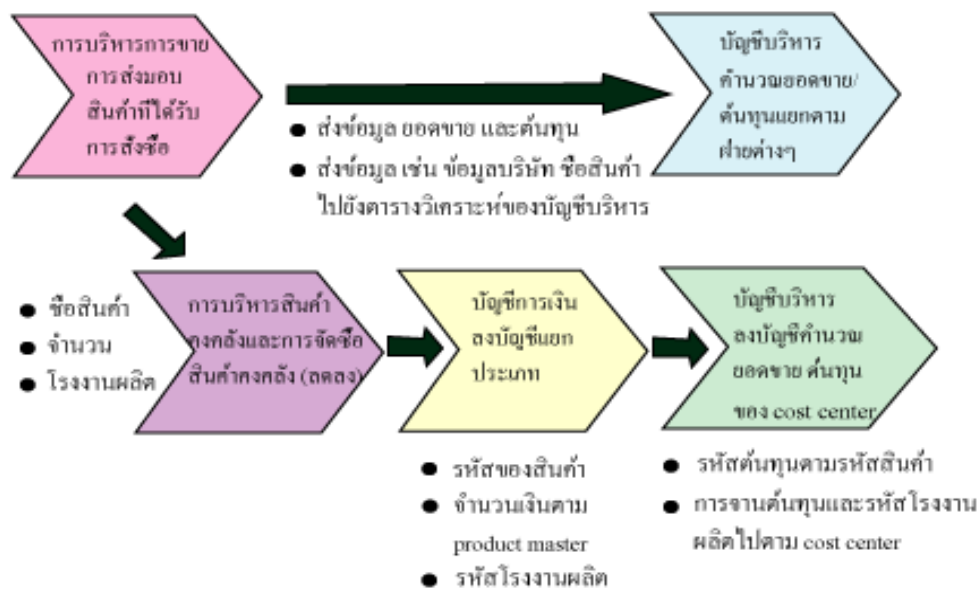 การบริหารการขาย
การส่งมอบ
สินค้าที่ได้รับ
การสั่งซื้อ
● ส่งข้อมูล ยอดขาย และต้นทุน
● ส่งข้อมูล เช่น ข้อมูลบริษัท ชื่อสินค้า
ไปยังตารางวิเคราะห์ของบัญชีบริหาร
บัญชีบริหาร
คำนวณยอดขาย/
ต้นทุนแยกตาม
ฝ่ายต่างๆ
● ชื่อสินค้า
● จำนวน
● โรงงานผลิต
การบริหารสินค้า
คงคลังและการจัดซื้อ
สินค้าคงคลัง (ลดลง)
บัญชีการเงิน
ลงบัญชีแยก
ประเภท
● รหัสของสินค้า
● จำนวนเงินตาม
product master
● รหัสโรงงานผลิต
บัญชีบริหาร
ลงบัญชีคำนวณ
ยอดขาย ต้นทุน
ของ cost center
● รหัสต้นทุนตามรหัสสินค้า
● การจานต้นทุนและรหัสโรงงาน
ผลิตไปตาม cost center